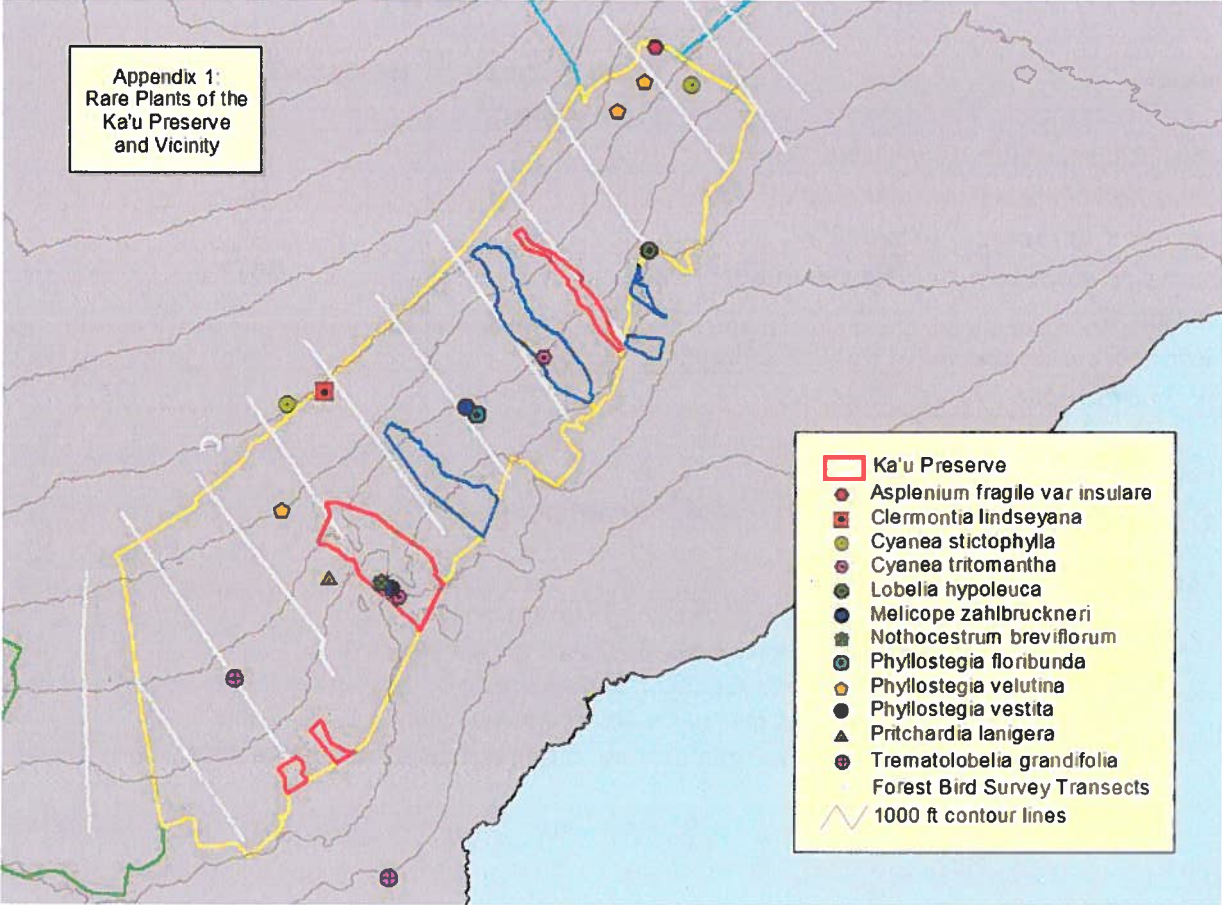 Appendix 1:
Rare Plants of the
Ka'u Preserve
and Vicinity
Ka'u Preserve
Asplenium fragile var insulare
Clermontia lindseyana
Cyanea stictophylla
Cyanea tritomantha
Lobelia hypoleuca
Melicope zahlbruckneri
Nothocestrum breviflorum
Phyllostegia floribunda
Phyllostegia velutina
Phyllostegia vestita
Pritchardia lanigera
Trematolobelia grandifolia
Forest Bird Survey Transects
1000 ft contour lines